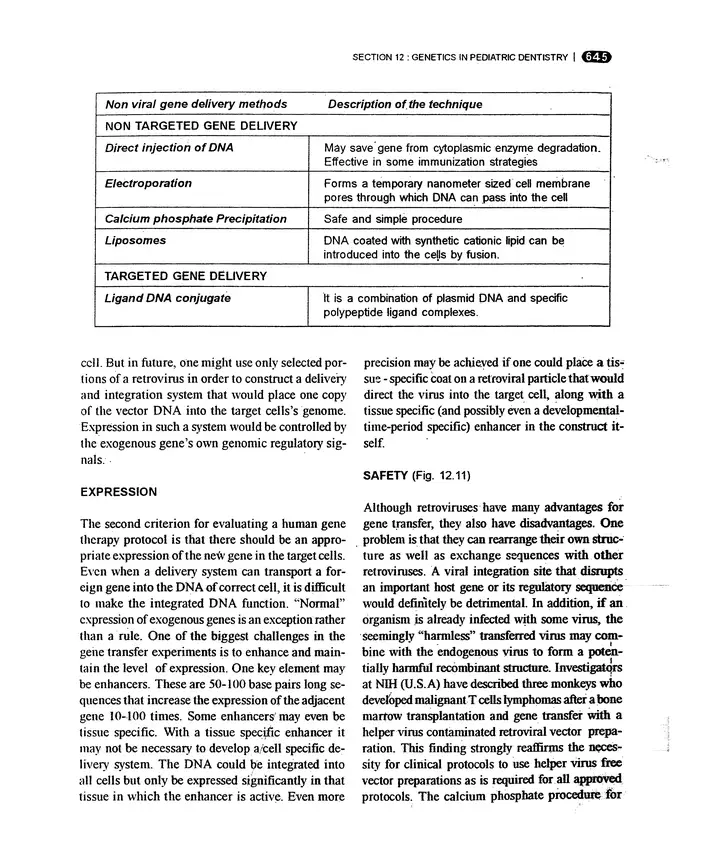 SECTION 12 : GENETICS IN PEDIATRIC DENTISTRY | 645
Non viral gene delivery methods Description of the technique
NON TARGETED GENE DELIVERY
Direct injection of DNA May save gene from cytoplasmic enzyme degradation.
Effective in some immunization strategies
Electroporation Forms a temporary nanometer sized cell membrane
pores through which DNA can pass into the cell
Calcium phosphate Precipitation Safe and simple procedure
Liposomes DNA coated with synthetic cationic lipid can be
introduced into the cells by fusion.
TARGETED GENE DELIVERY
Ligand DNA conjugate It is a combination of plasmid DNA and specific
polypeptide ligand complexes.
cell. But in future, one might use only selected por-
tions of a retrovirus in order to construct a delivery
and integration system that would place one copy
of the vector DNA into the target cells's genome.
Expression in such a system would be controlled by
the exogenous gene's own genomic regulatory sig-
nals.
EXPRESSION
The second criterion for evaluating a human gene
therapy protocol is that there should be an appro-
priate expression of the new gene in the target cells.
Even when a delivery system can transport a for-
eign gene into the DNA of correct cell, it is difficult
to make the integrated DNA function. “Normal”
expression of exogenous genes is an exception rather
than a rule. One of the biggest challenges in the
gene transfer experiments is to enhance and main-
tain the level of expression. One key element may
be enhancers. These are 50-100 base pairs long se-
quences that increase the expression of the adjacent
gene 10-100 times. Some enhancers may even be
tissue specific. With a tissue specific enhancer it
may not be necessary to develop a cell specific de-
livery system. The DNA could be integrated into
all cells but only be expressed significantly in that
tissue in which the enhancer is active. Even more
precision may be achieved if one could place a tis-
sue - specific coat on a retroviral particle that would
direct the virus into the target cell, along with a
tissue specific (and possibly even a developmental-
time-period specific) enhancer in the construct it-
self.
SAFETY (Fig. 12.11)
Although retroviruses have many advantages for
gene transfer, they also have disadvantages. One
problem is that they can rearrange their own struc-
ture as well as exchange sequences with other
retroviruses. A viral integration site that disrupts
an important host gene or its regulatory sequence
would definitely be detrimental. In addition, if an
organism is already infected with some virus, the
seemingly “harmless” transferred virus may com-
bine with the endogenous virus to form a poten-
tially harmful recombinant structure. Investigators
at NIH (U.S.A) have described three monkeys who
developed malignant T cells lymphomas after a bone
marrow transplantation and gene transfer with a
helper virus contaminated retroviral vector prepa-
ration. This finding strongly reaffirms the neces-
sity for clinical protocols to use helper virus free
vector preparations as is required for all approved
protocols. The calcium phosphate procedure for